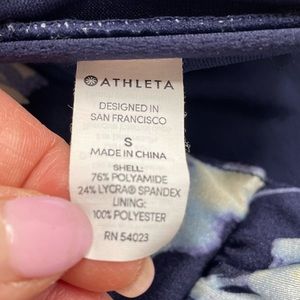 ATHLETA
DESIGNED IN
SAN FRANCISCO
S
MADE IN CHINA
SHELL:
76% POLYAMIDE
24% LYCRA® SPANDEX
LINING:
100% POLYESTER
RN 54023